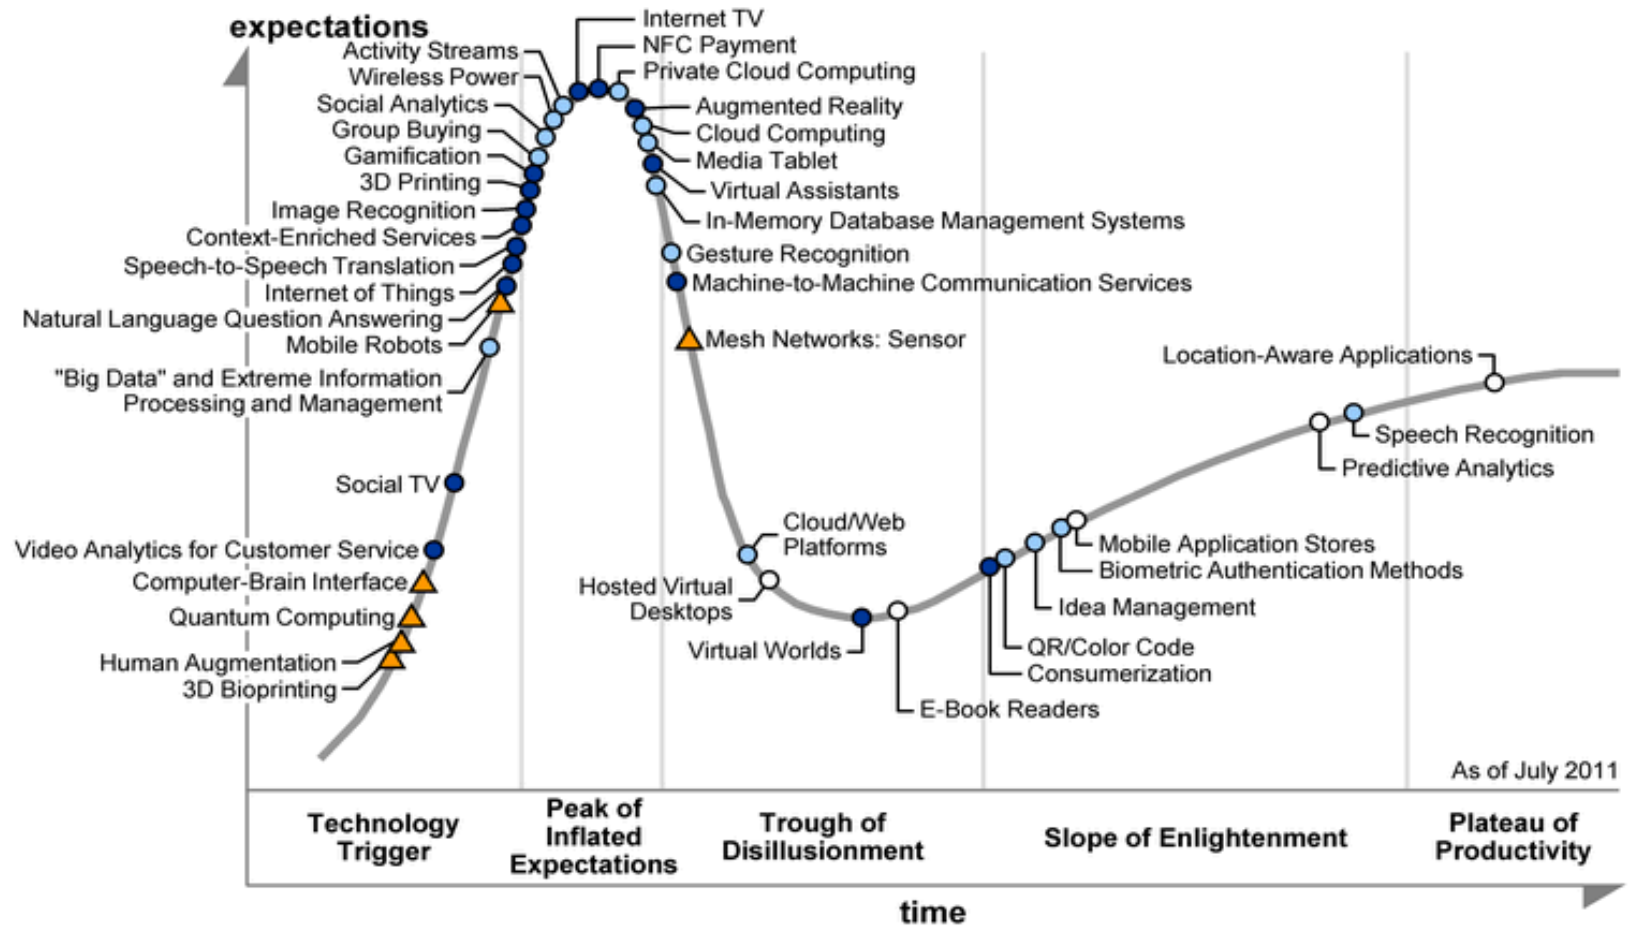 expectations
Activity Streams
Wireless Power
Social Analytics
Group Buying
Gamification
3D Printing
Image Recognition
Context-Enriched Services
Speech-to-Speech Translation
Internet of Things
Natural Language Question Answering
Mobile Robots
"Big Data" and Extreme Information
Processing and Management
Social TV
Video Analytics for Customer Service
Computer-Brain Interface
Quantum Computing
Human Augmentation
3D Bioprinting
Internet TV
NFC Payment
Private Cloud Computing
Augmented Reality
Cloud Computing
Media Tablet
Virtual Assistants
In-Memory Database Management Systems
Gesture Recognition
Machine-to-Machine Communication Services
Mesh Networks: Sensor
Cloud/Web
Platforms
Hosted Virtual
Desktops
Virtual Worlds
E-Book Readers
Location-Aware Applications
Speech Recognition
Predictive Analytics
Mobile Application Stores
Biometric Authentication Methods
Idea Management
QR/Color Code
Consumerization
As of July 2011
Technology
Trigger
Peak of
Inflated
Expectations
Trough of
Disillusionment
Slope of Enlightenment
Plateau of
Productivity
time